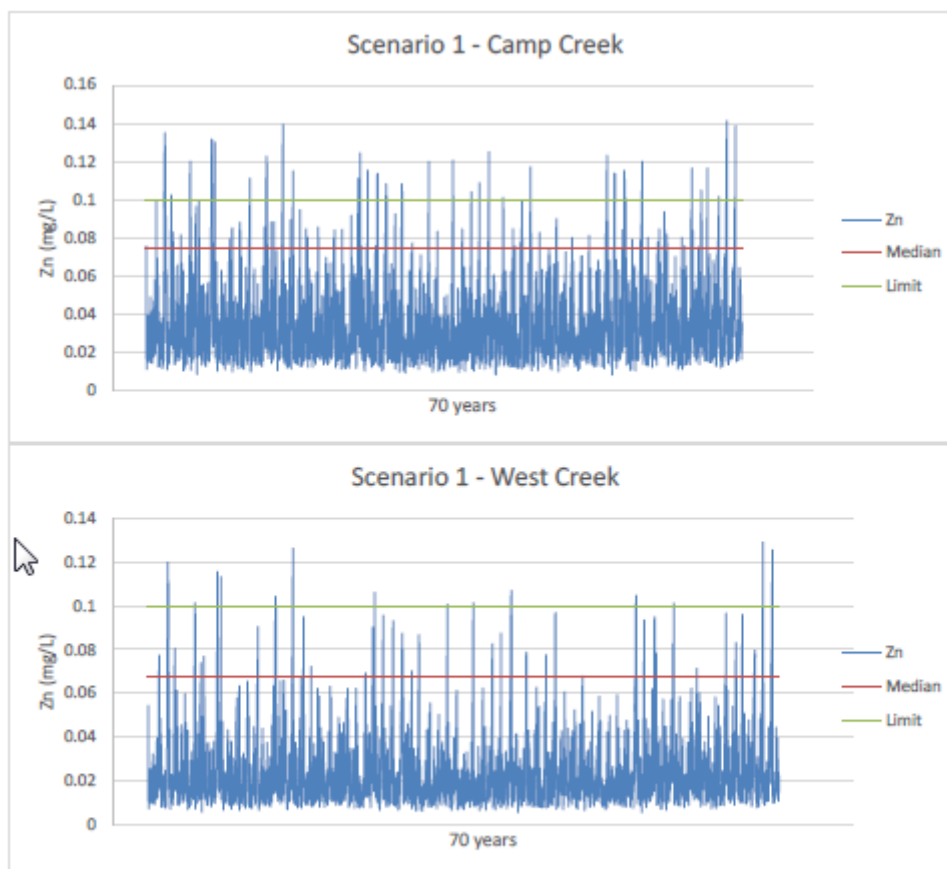 Scenario 1 - Camp Creek
0.16
0.14
0.12
0.1
0.08
0.06
0.04
0.02
0
Zn (mg/L)
70 years
Zn
Median
Limit
Scenario 1 - West Creek
0.14
0.12
0.1
0.08
0.06
0.04
0.02
0
Zn (mg/L)
70 years
Zn
Median
Limit